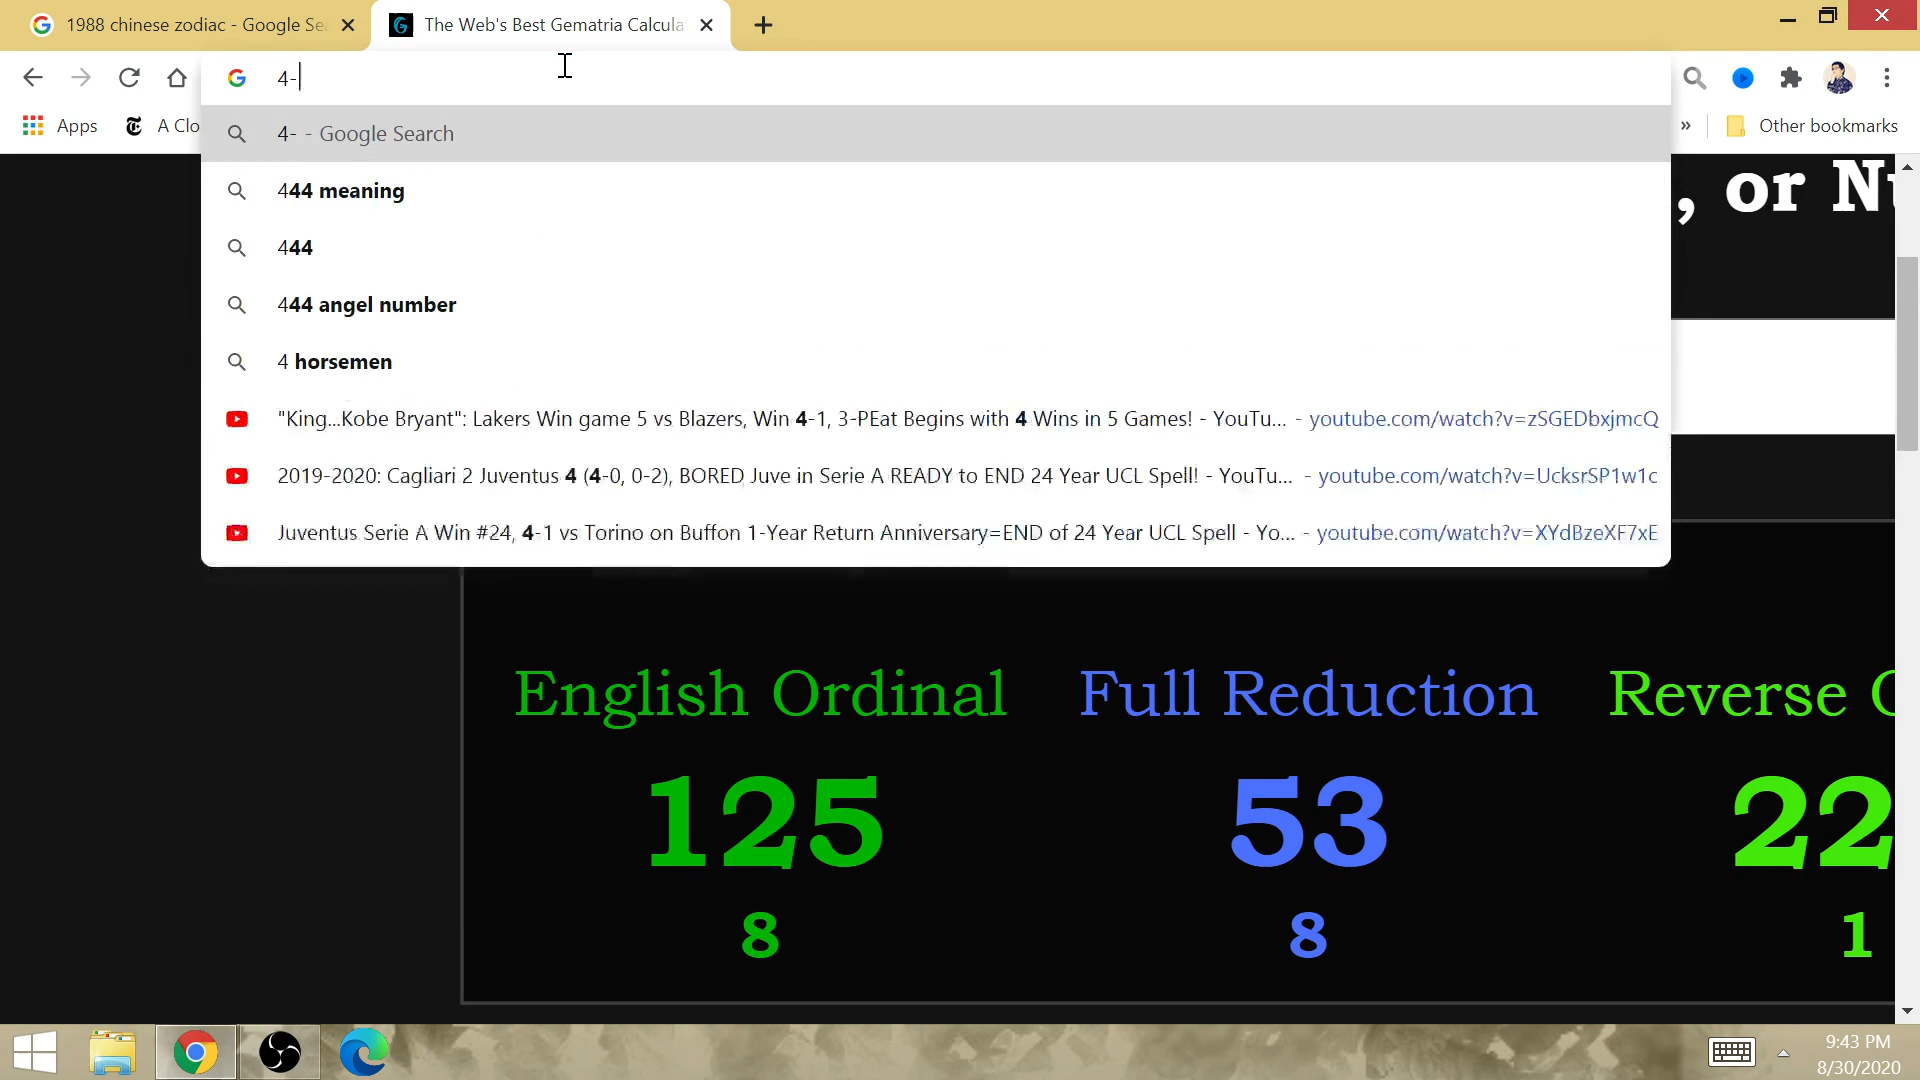 1988 chinese zodiac - Google Se
The Web's Best Gematria Calcula
4-
Apps
A Clo
Other bookmarks
4- - Google Search
444 meaning
444
444 angel number
4 horsemen
"King...Kobe Bryant": Lakers Win game 5 vs Blazers, Win 4-1, 3-PEat Begins with 4 Wins in 5 Games! - YouTu... - youtube.com/watch?v=zSGEDbxjmcQ
2019-2020: Cagliari 2 Juventus 4 (4-0, 0-2), BORED Juve in Serie A READY to END 24 Year UCL Spell! - YouTu... - youtube.com/watch?v=UcksrSP1w1c
Juventus Serie A Win #24, 4-1 vs Torino on Buffon 1-Year Return Anniversary=END of 24 Year UCL Spell - Yo... - youtube.com/watch?v=XYdBzeXF7xE
, or Nu
English Ordinal
Full Reduction
Reverse O
125
53
22
8
8
1
9:43 PM
8/30/2020